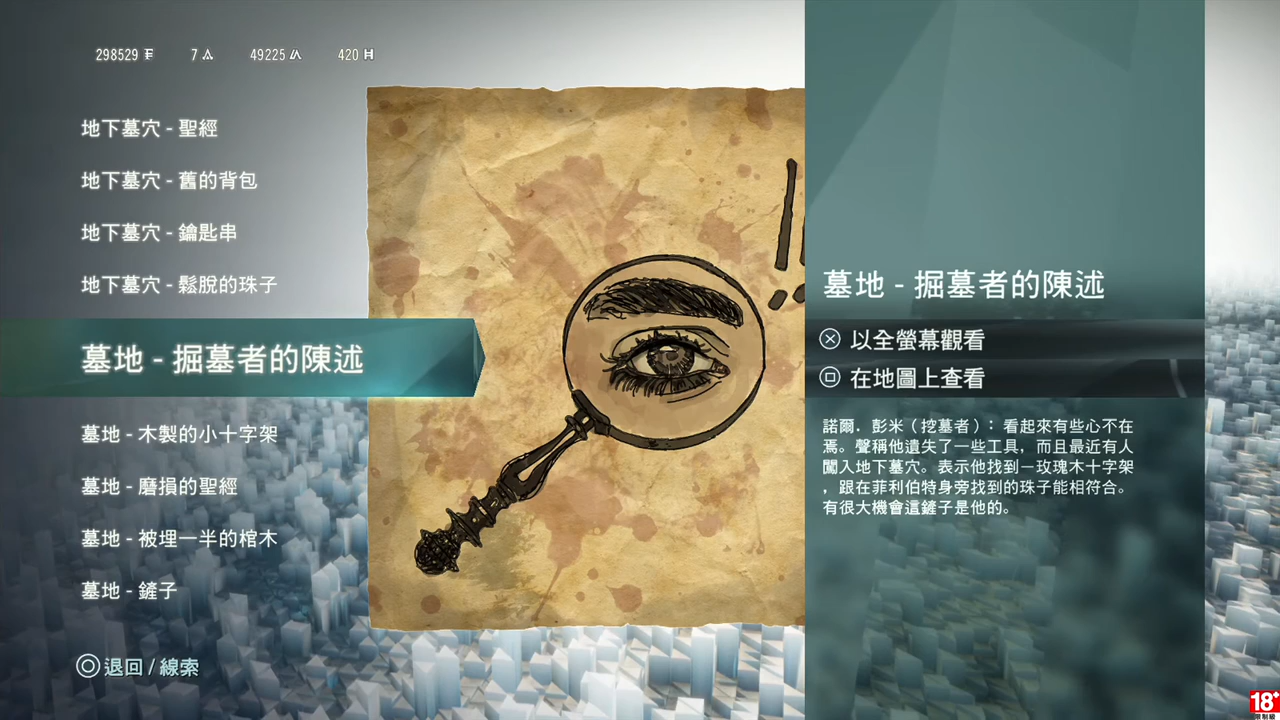 298529 7 49225 420
地下墓穴 - 聖經
地下墓穴 - 舊的背包
地下墓穴 - 鑰匙串
地下墓穴 - 鬆脫的珠子
墓地 - 掘墓者的陳述
墓地 - 木製的小十字架
墓地 - 磨損的聖經
墓地 - 被埋一半的棺木
墓地 - 鏟子
退回 / 線索
墓地 - 掘墓者的陳述
以全螢幕觀看
在地圖上查看
諾爾．彭米（挖墓者）：看起來有些心不在
焉。聲稱他遺失了一些工具，而且最近有人
闖入地下墓穴。表示他找到一玫瑰木十字架
，跟在菲利伯特身旁找到的珠子能相符合。
有很大機會這鏟子是他的。
18+